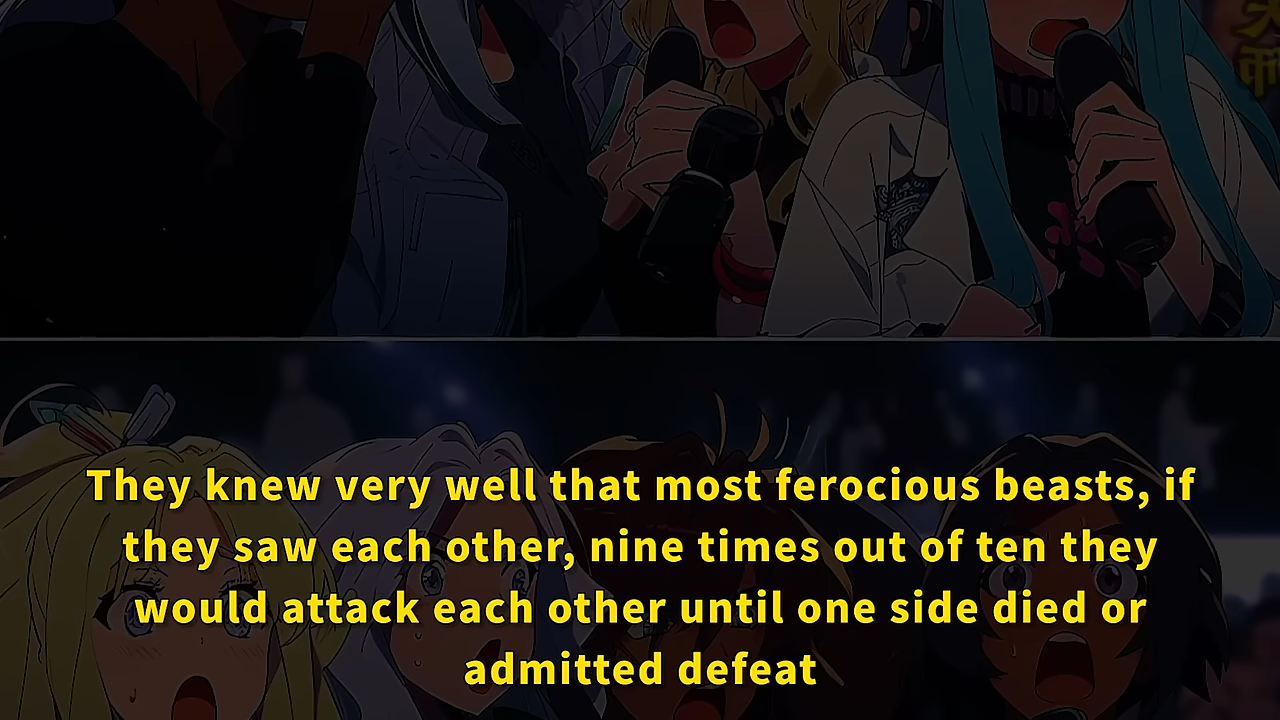 They knew very well that most ferocious beasts, if
they saw each other, nine times out of ten they
would attack each other until one side died or
admitted defeat